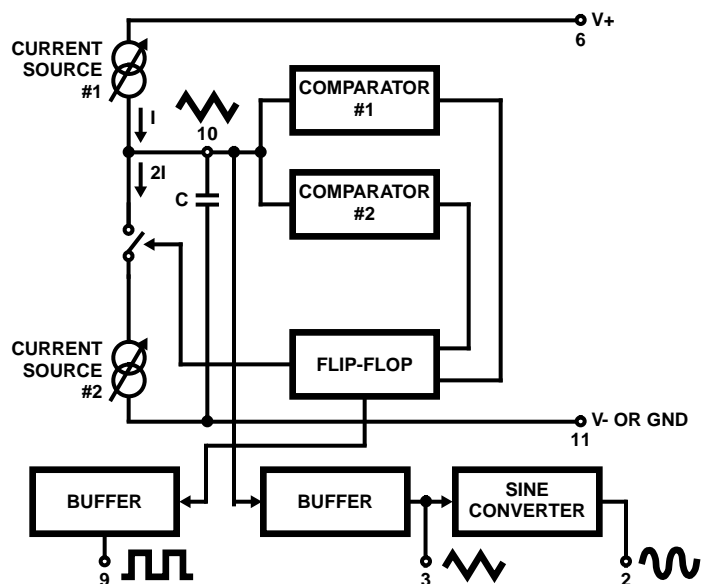 V+
6
CURRENT
SOURCE
#1
I
10
COMPARATOR
#1
2I
C
COMPARATOR
#2
CURRENT
SOURCE
#2
FLIP-FLOP
V- OR GND
11
BUFFER
BUFFER
SINE
CONVERTER
9
3
2